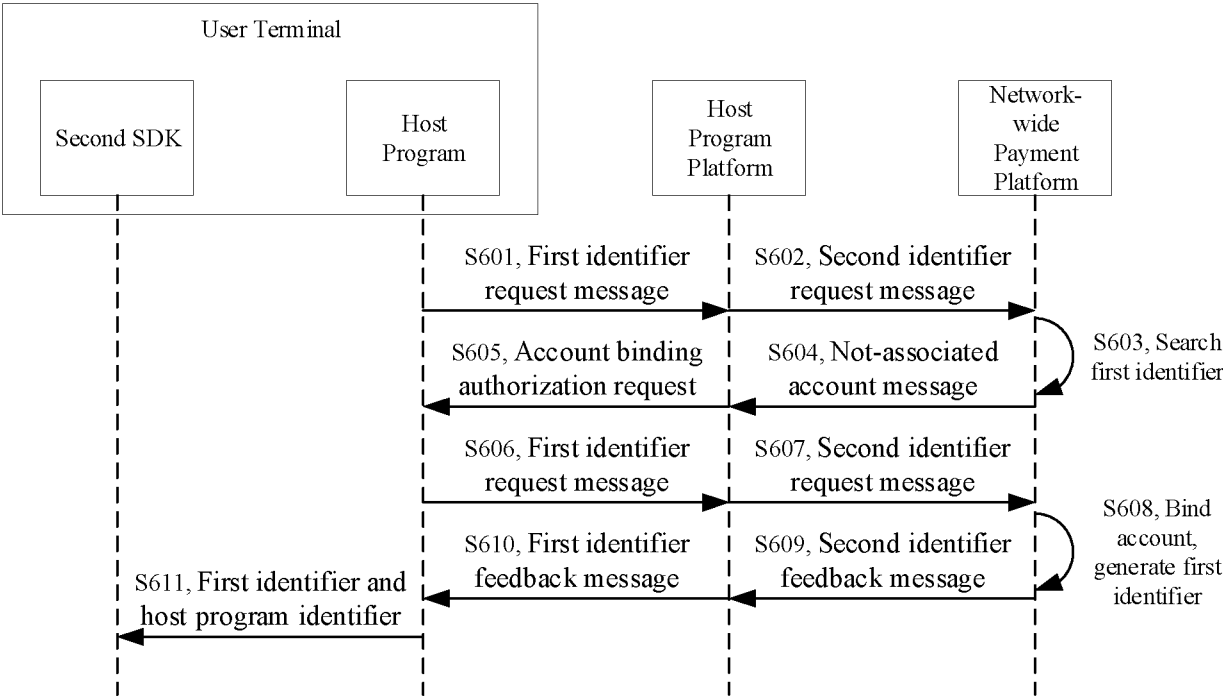 User Terminal
Second SDK
Host
Program
Host
Program
Platform
Network-
wide
Payment
Platform
S601, First identifier
request message
S602, Second identifier
request message
S603, Search
first identifier
S605, Account binding
authorization request
S604, Not-associated
account message
S606, First identifier
request message
S607, Second identifier
request message
S608, Bind
account,
generate first
identifier
S610, First identifier
feedback message
S609, Second identifier
feedback message
S611, First identifier and
host program identifier